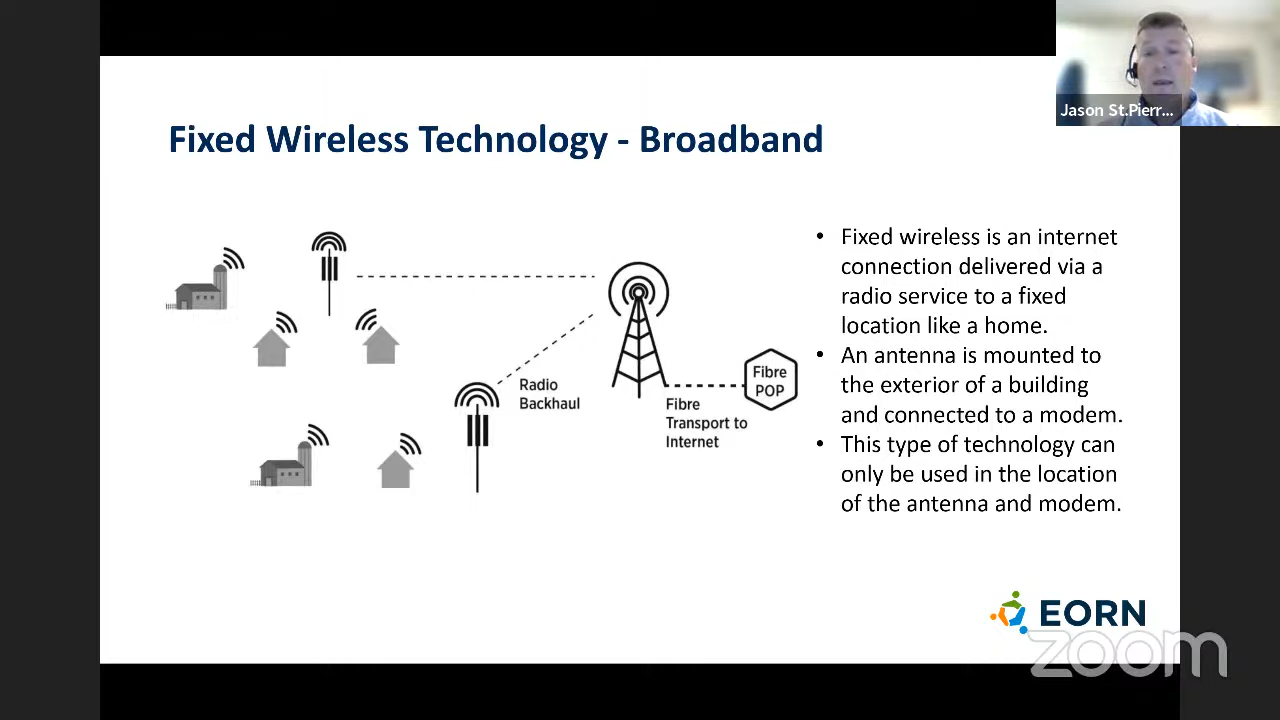 Jason St.Pierr...
Fixed Wireless Technology - Broadband
Radio
Backhaul
Fibre
Transport to
Internet
Fibre
POP
• Fixed wireless is an internet
connection delivered via a
radio service to a fixed
location like a home.
• An antenna is mounted to
the exterior of a building
and connected to a modem.
• This type of technology can
only be used in the location
of the antenna and modem.
EORN
zoom